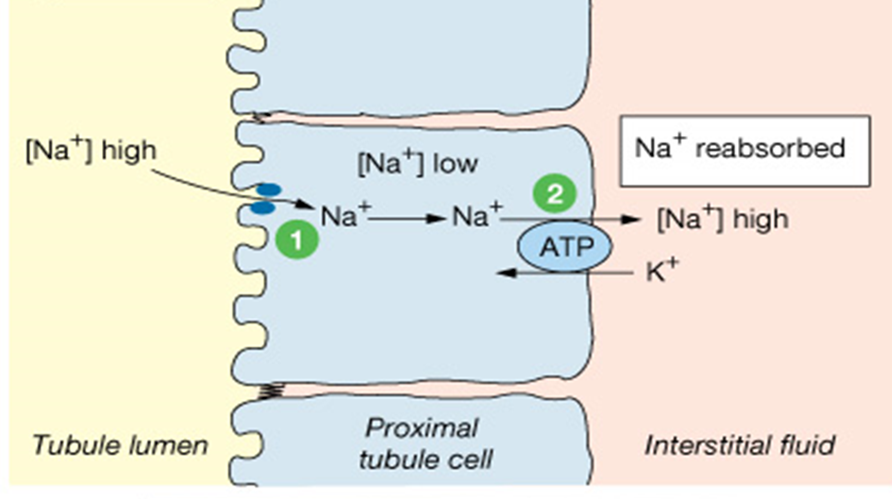 [Na⁺] high
[Na⁺] low
Na⁺ reabsorbed
1
Na⁺
Na⁺
2
[Na⁺] high
ATP
K⁺
Tubule lumen
Proximal
tubule cell
Interstitial fluid